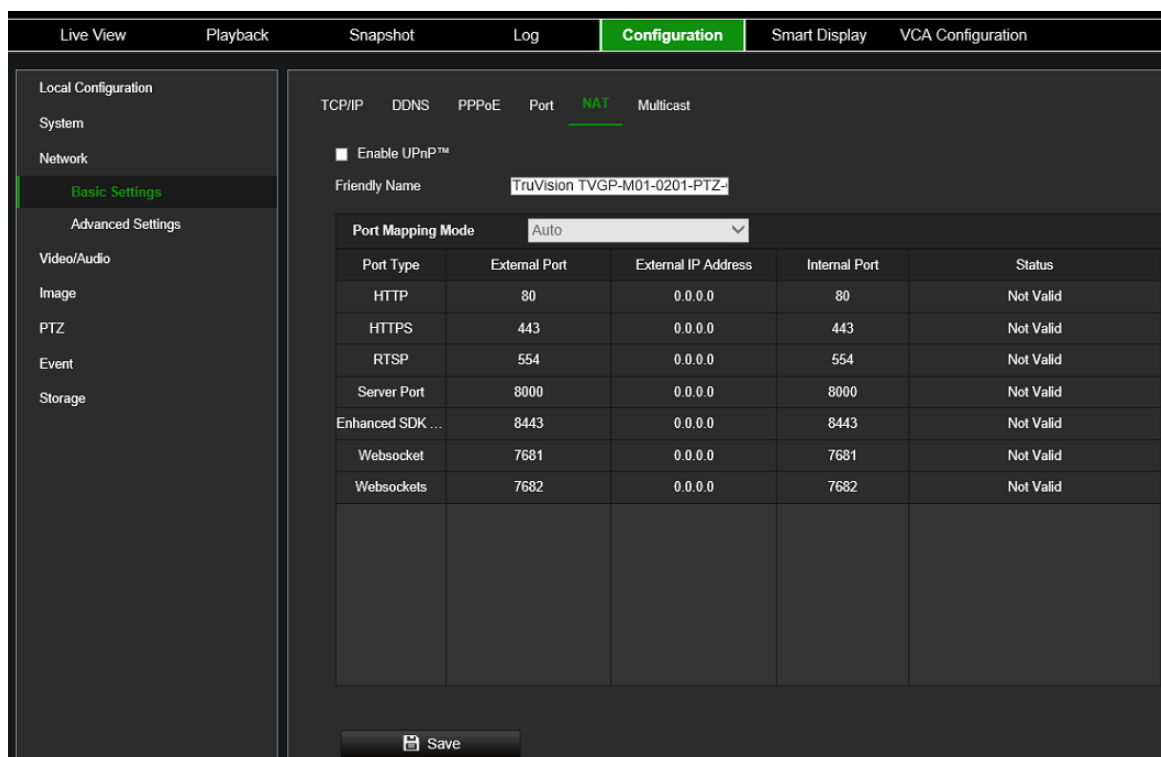 Live View Playback Snapshot Log Configuration Smart Display VCA Configuration
Local Configuration
System
Network
Basic Settings
Advanced Settings
Video/Audio
Image
PTZ
Event
Storage
TCP/IP DDNS PPPoE Port NAT Multicast
Enable UPnP™
Friendly Name TruVision TVGP-M01-0201-PTZ-
Port Mapping Mode Auto
Port Type External Port External IP Address Internal Port Status
HTTP 80 0.0.0.0 80 Not Valid
HTTPS 443 0.0.0.0 443 Not Valid
RTSP 554 0.0.0.0 554 Not Valid
Server Port 8000 0.0.0.0 8000 Not Valid
Enhanced SDK ... 8443 0.0.0.0 8443 Not Valid
Websocket 7681 0.0.0.0 7681 Not Valid
Websockets 7682 0.0.0.0 7682 Not Valid
Save